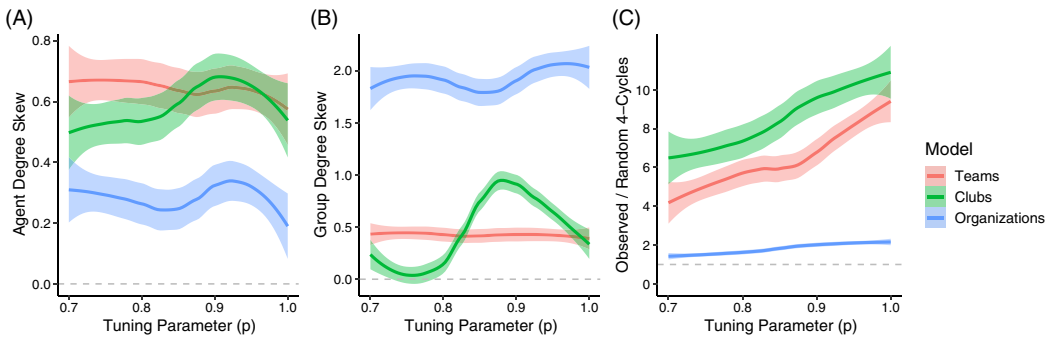 (A)
Agent Degree Skew
0.8
0.6
0.4
0.2
0.0
0.7 0.8 0.9 1.0
Tuning Parameter (p)
(B)
Group Degree Skew
2.0
1.5
1.0
0.5
0.0
0.7 0.8 0.9 1.0
Tuning Parameter (p)
(C)
Observed / Random 4−Cycles
10
8
6
4
2
0
0.7 0.8 0.9 1.0
Tuning Parameter (p)
Model
Teams
Clubs
Organizations